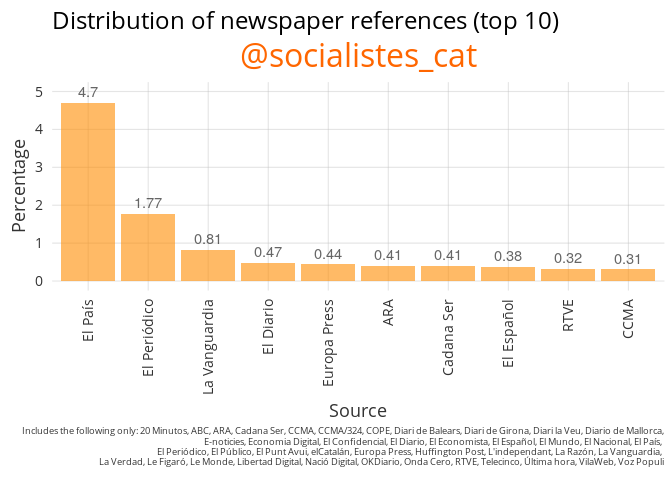 Distribution of newspaper references (top 10)
@socialistes_cat
Percentage
5
4
3
2
1
0
4.7
1.77
0.81
0.47
0.44
0.41
0.41
0.38
0.32
0.31
El País
El Periódico
La Vanguardia
El Diario
Europa Press
ARA
Cadana Ser
El Español
RTVE
CCMA
Source
Includes the following only: 20 Minutos, ABC, ARA, Cadana Ser, CCMA, CCMA/324, COPE, Diari de Balears, Diari de Girona, Diari la Veu, Diario de Mallorca,
E-noticies, Economia Digital, El Confidencial, El Diario, El Economista, El Español, El Mundo, El Nacional, El País,
El Periódico, El Público, El Punt Avui, elCatalán, Europa Press, Huffington Post, L'independant, La Razón, La Vanguardia,
La Verdad, Le Figaró, Le Monde, Libertad Digital, Nació Digital, OKDiario, Onda Cero, RTVE, Telecinco, Última hora, VilaWeb, Voz Populi